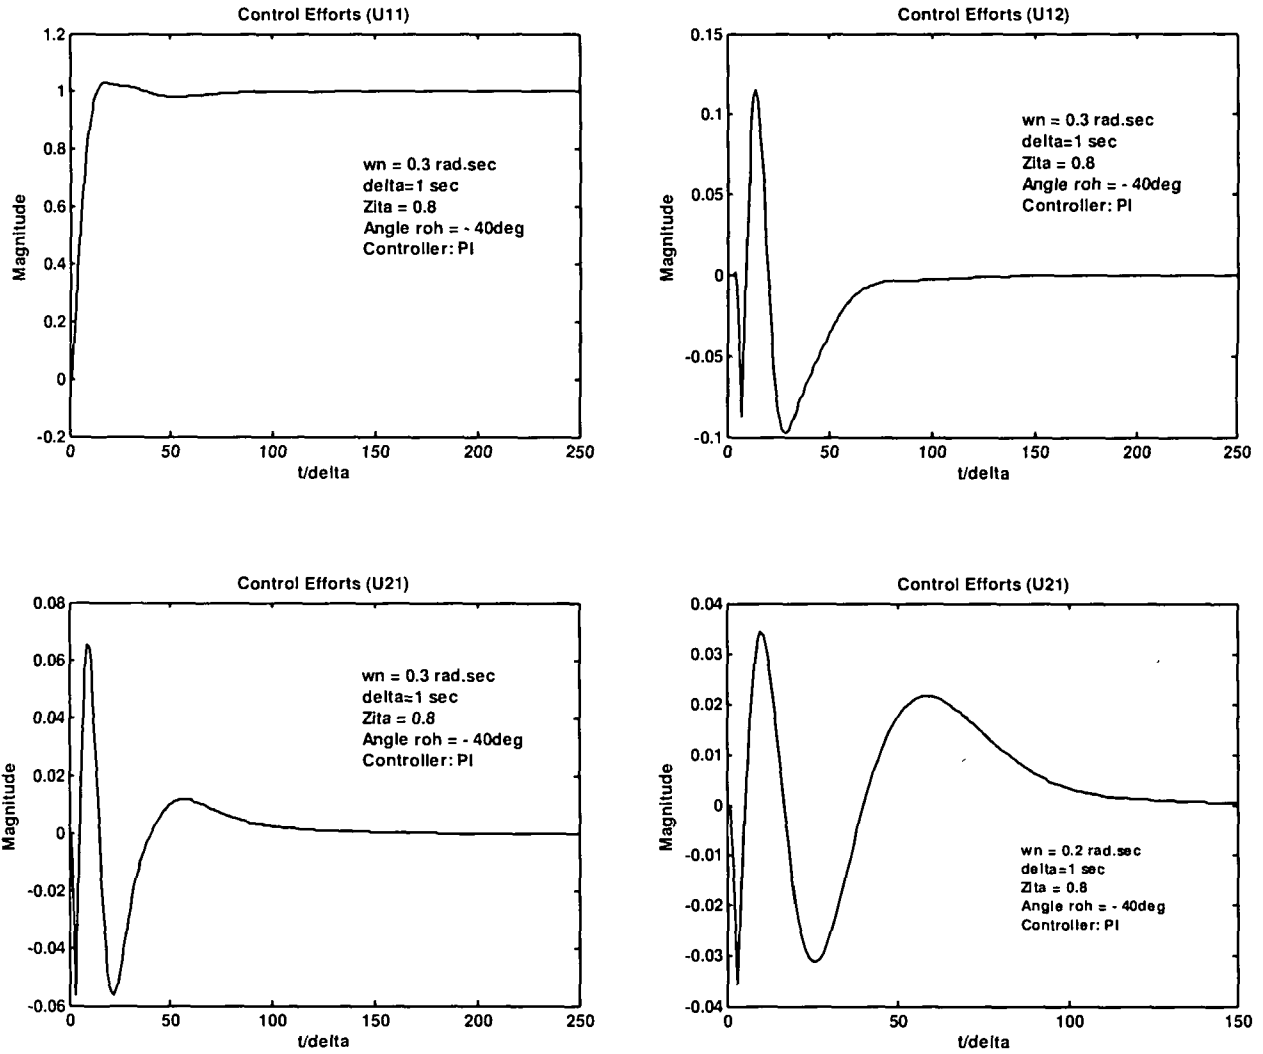 Control Efforts (U11)
1.2
1
0.8
0.6
0.4
0.2
0
-0.2
Magnitude
wn = 0.3 rad.sec
delta=1 sec
Zita = 0.8
Angle roh = - 40deg
Controller: PI
0 50 100 150 200 250
t/delta
Control Efforts (U12)
0.15
0.1
0.05
0
-0.05
-0.1
Magnitude
wn = 0.3 rad.sec
delta=1 sec
Zita = 0.8
Angle roh = - 40deg
Controller: PI
0 50 100 150 200 250
t/delta
Control Efforts (U21)
0.08
0.06
0.04
0.02
0
-0.02
-0.04
-0.06
Magnitude
wn = 0.3 rad.sec
delta=1 sec
Zita = 0.8
Angle roh = - 40deg
Controller: PI
0 50 100 150 200 250
t/delta
Control Efforts (U21)
0.04
0.03
0.02
0.01
0
-0.01
-0.02
-0.03
-0.04
Magnitude
wn = 0.2 rad.sec
delta=1 sec
Zita = 0.8
Angle roh = - 40deg
Controller: PI
0 50 100 150
t/delta